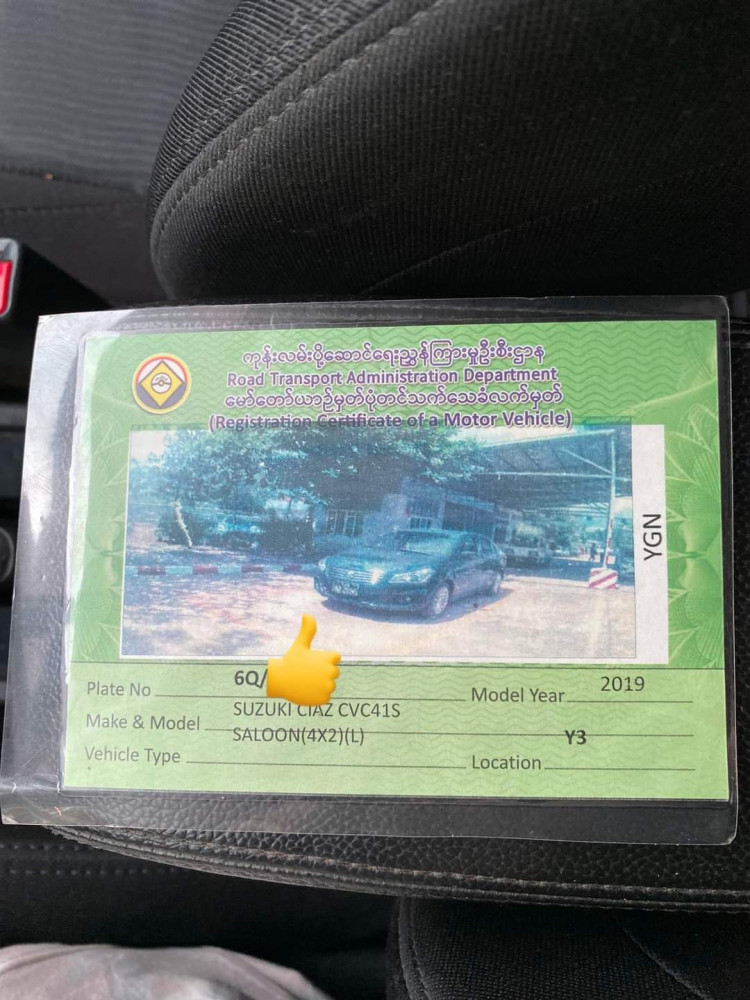 ကုန်းလမ်းပို့ဆောင်ရေးညွှန်ကြားမှုဦးစီးဌာန
Road Transport Administration Department
မော်တော်ယာဉ်မှတ်ပုံတင်သက်သေခံလက်မှတ်
(Registration Certificate of a Motor Vehicle)
YGN
Plate No 6Q/
Model Year 2019
Make & Model SUZUKI CIAZ CVC41S
Vehicle Type SALOON(4X2)(L)
Location Y3